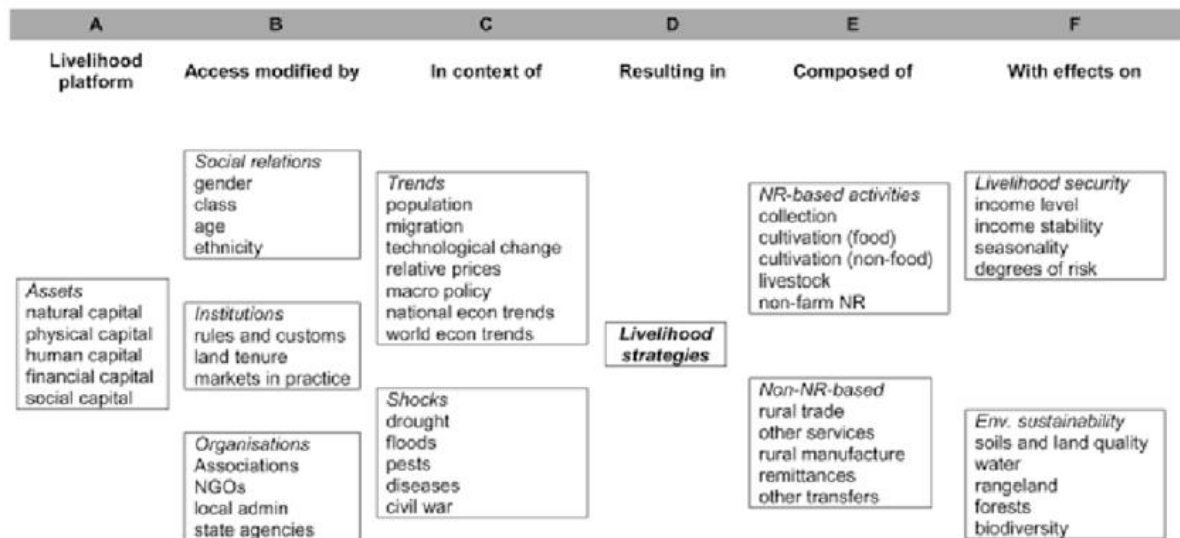 A
B
C
D
E
F
Livelihood
platform
Access modified by
In context of
Resulting in
Composed of
With effects on
Assets
natural capital
physical capital
human capital
financial capital
social capital
Social relations
gender
class
age
ethnicity
Institutions
rules and customs
land tenure
markets in practice
Organisations
Associations
NGOs
local admin
state agencies
Trends
population
migration
technological change
relative prices
macro policy
national econ trends
world econ trends
Shocks
drought
floods
pests
diseases
civil war
Livelihood
strategies
NR-based activities
collection
cultivation (food)
cultivation (non-food)
livestock
non-farm NR
Non-NR-based
rural trade
other services
rural manufacture
remittances
other transfers
Livelihood security
income level
income stability
seasonality
degrees of risk
Env. sustainability
soils and land quality
water
rangeland
forests
biodiversity